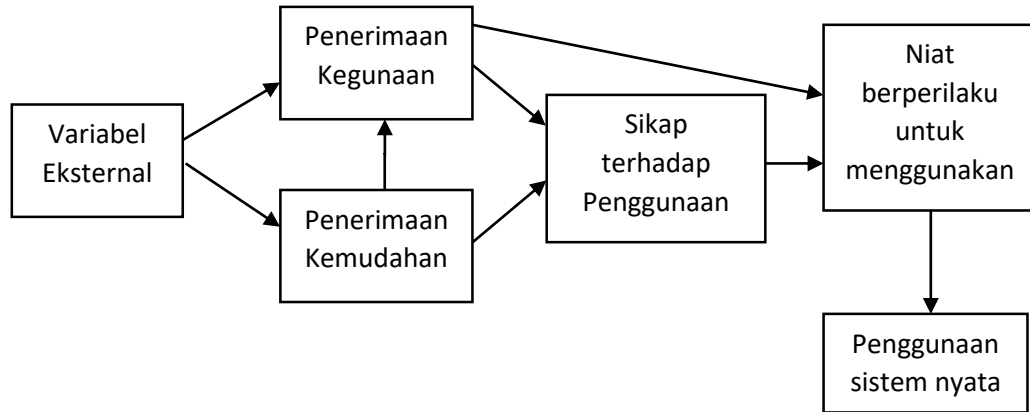 Variabel
Eksternal
Penerimaan
Kegunaan
Penerimaan
Kemudahan
Sikap
terhadap
Penggunaan
Niat
berperilaku
untuk
menggunakan
Penggunaan
sistem nyata